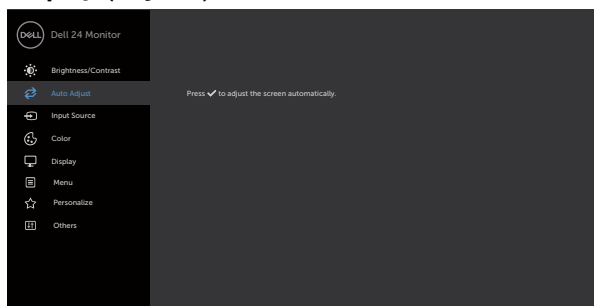 DELL
Dell 24 Monitor
Brightness/Contrast
Auto Adjust
Press ✓ to adjust the screen automatically.
Input Source
Color
Display
Menu
Personalize
Others